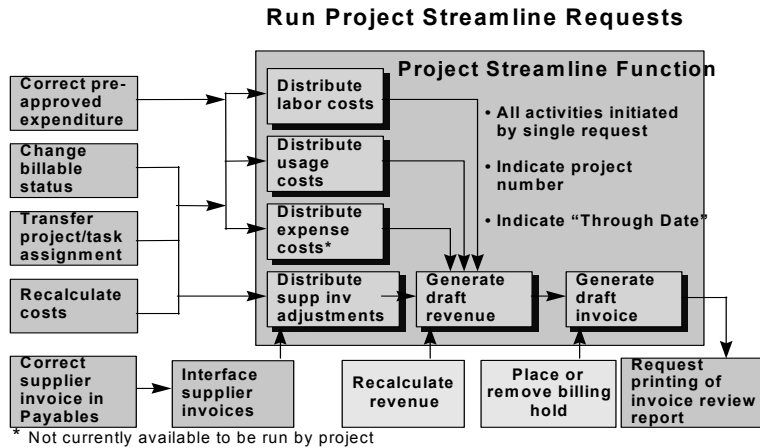 Run Project Streamline Requests
Project Streamline Function
Correct pre-
approved
expenditure
Change
billable
status
Transfer
project/task
assignment
Recalculate
costs
Correct
supplier
invoice in
Payables
Interface
supplier
invoices
Distribute
labor costs
Distribute
usage
costs
Distribute
expense
costs*
Distribute
supp inv
adjustments
• All activities initiated
by single request
• Indicate project
number
• Indicate “Through Date”
Generate
draft
revenue
Generate
draft
invoice
Recalculate
revenue
Place or
remove billing
hold
Request
printing of
invoice review
report
* Not currently available to be run by project